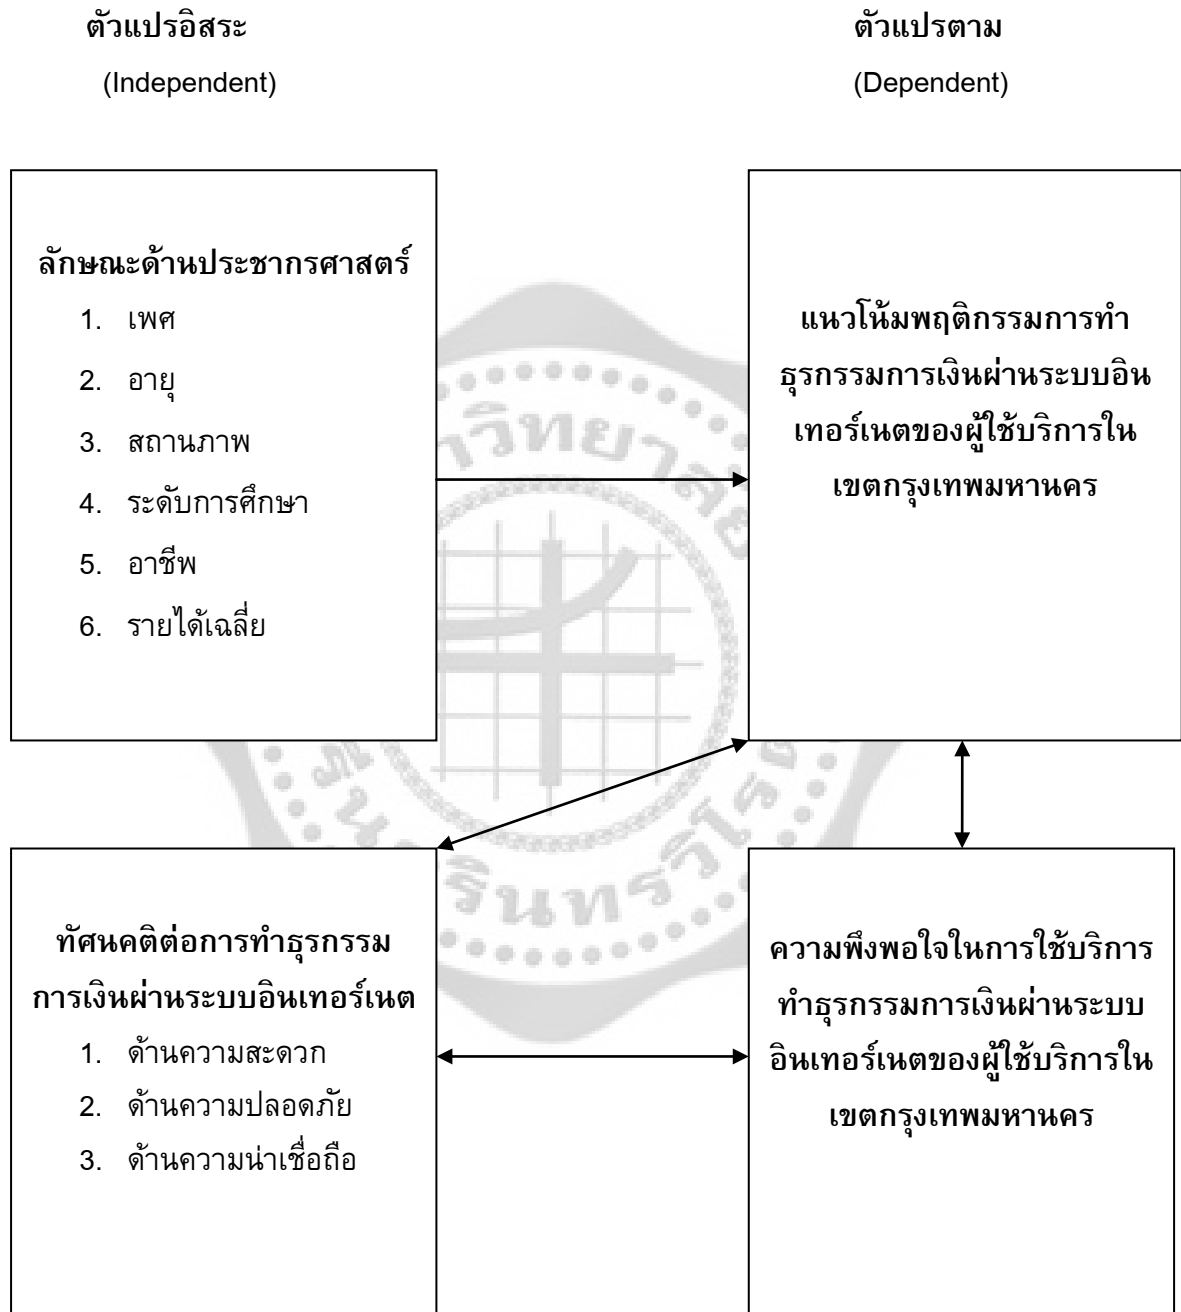 ตัวแปรอิสระ
(Independent)
ตัวแปรตาม
(Dependent)
ลักษณะด้านประชากรศาสตร์
1. เพศ
2. อายุ
3. สถานภาพ
4. ระดับการศึกษา
5. อาชีพ
6. รายได้เฉลี่ย
แนวโน้มพฤติกรรมการทำ
ธุรกรรมการเงินผ่านระบบอิน
เทอร์เนตของผู้ใช้บริการใน
เขตกรุงเทพมหานคร
ทัศนคติต่อการทำธุรกรรม
การเงินผ่านระบบอินเทอร์เนต
1. ด้านความสะดวก
2. ด้านความปลอดภัย
3. ด้านความน่าเชื่อถือ
ความพึงพอใจในการใช้บริการ
ทำธุรกรรมการเงินผ่านระบบ
อินเทอร์เนตของผู้ใช้บริการใน
เขตกรุงเทพมหานคร